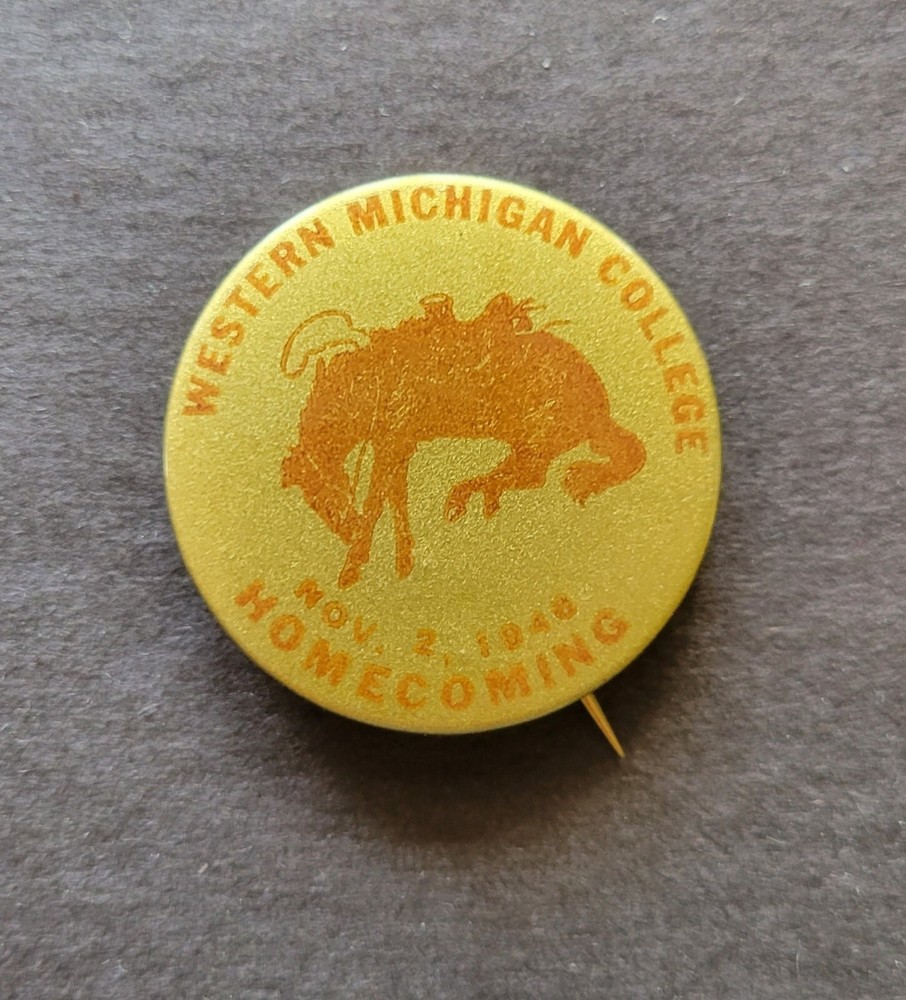 WESTERN MICHIGAN COLLEGE
NOV. 2, 1946
HOMECOMING